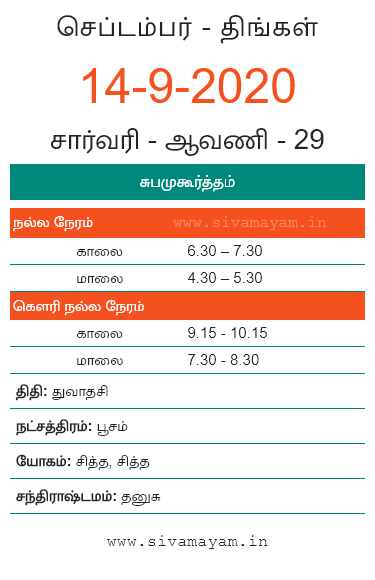 செப்டம்பர் - திங்கள்
14-9-2020
சார்வரி - ஆவணி - 29
சுபமுகூர்த்தம்
நல்ல நேரம் www.sivamayam.in
காலை 6.30 – 7.30
மாலை 4.30 – 5.30
கௌரி நல்ல நேரம்
காலை 9.15 - 10.15
மாலை 7.30 - 8.30
திதி: துவாதசி
நட்சத்திரம்: பூசம்
யோகம்: சித்த, சித்த
சந்திராஷ்டமம்: தனுசு
www.sivamayam.in